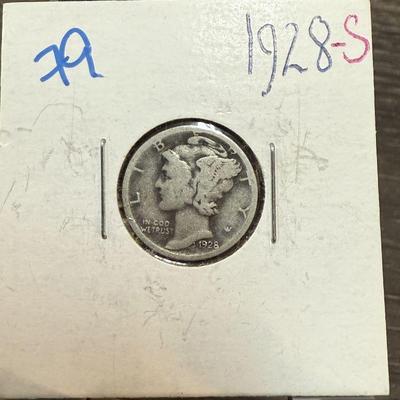 79
1928-S
LIBERTY
IN GOD
WE TRUST
1928